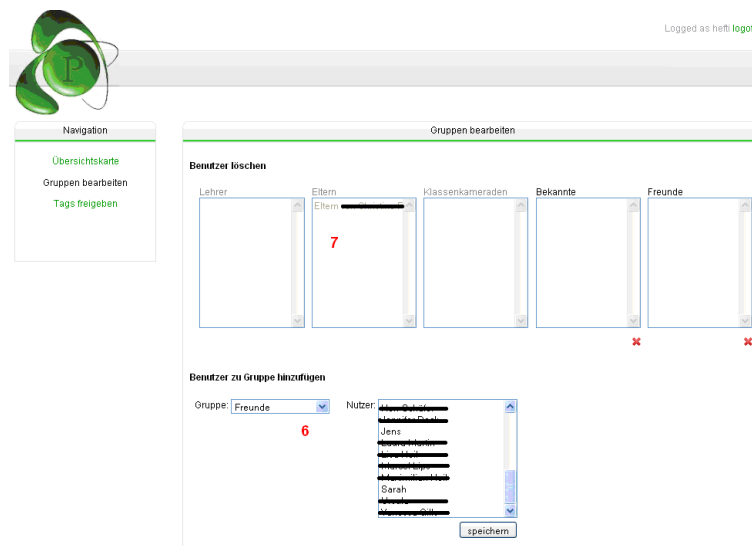 Logged as hefti logo
P
Navigation
Gruppen bearbeiten
Übersichtskarte
Gruppen bearbeiten
Tags freigeben
Benutzer löschen
Lehrer
Eltern
Klassenkameraden
Bekannte
Freunde
Eltern
7
Benutzer zu Gruppe hinzufügen
Gruppe:
Freunde
Nutzer:
6
Jens
Sarah
speichern